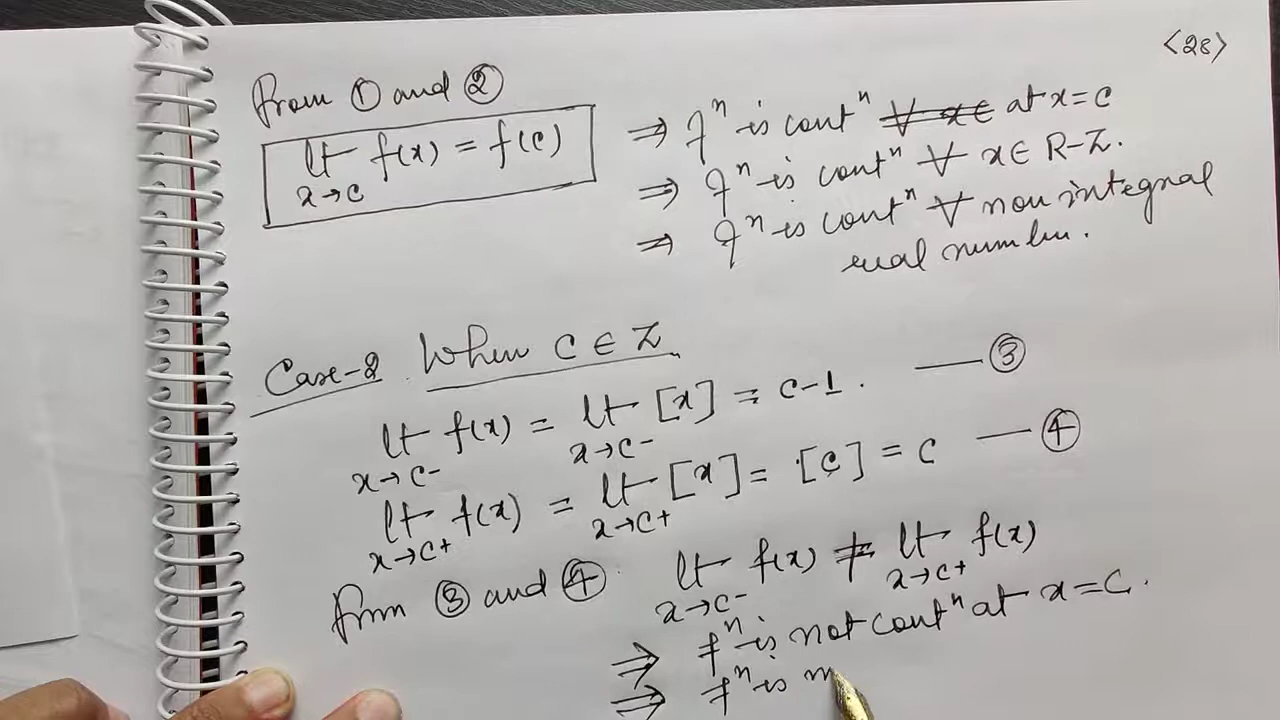 <28>
From ① and ②
lt f(x) = f(c)
x→c
⇒ fⁿ is contⁿ ∀ x∈ at x=c
⇒ fⁿ is contⁿ ∀ x∈ R-Z.
⇒ fⁿ is contⁿ ∀ non integral
real number.
Case-2 When C ∈ Z
lt f(x) = lt [x] = c-1. — ③
x→c- x→c-
lt f(x) = lt [x] = [c] = c — ④
x→c+ x→c+
from ③ and ④ lt f(x) ≠ lt f(x)
x→c- x→c+
⇒ fⁿ is not contⁿ at x=c.
⇒ fⁿ is n